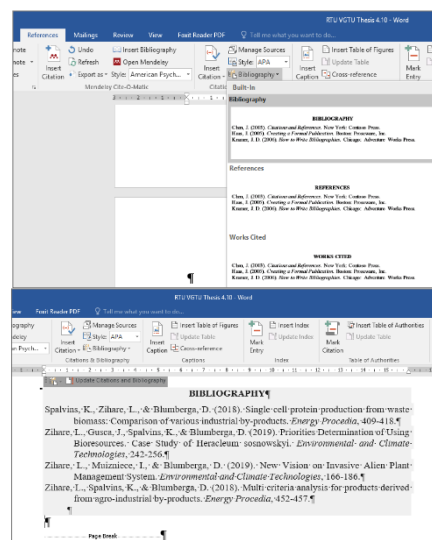 RTU VGTU Thesis 4.10 - Word
References Mailings Review View Foxit Reader PDF Tell me what you want to do...
note Undo Insert Bibliography Manage Sources Insert Table of Figures
note Insert Refresh Open Mendeley Insert Style: APA Insert Update Table Mark
es Citation Export as Style: American Psych... Citation Bibliography Caption Cross-reference Entry
Mendeley Cite-O-Matic Citatic Built-In
Bibliography
BIBLIOGRAPHY
Chen, J. (2003). Citations and References. New York: Contoso Press.
Haas, J. (2005). Creating a Formal Publication. Boston: Proseware, Inc.
Kramer, J. D. (2006). How to Write Bibliographies. Chicago: Adventure Works Press.
References
REFERENCES
Chen, J. (2003). Citations and References. New York: Contoso Press.
Haas, J. (2005). Creating a Formal Publication. Boston: Proseware, Inc.
Kramer, J. D. (2006). How to Write Bibliographies. Chicago: Adventure Works Press.
Works Cited
WORKS CITED
Chen, J. (2003). Citations and References. New York: Contoso Press.
Haas, J. (2005). Creating a Formal Publication. Boston: Proseware, Inc.
Kramer, J. D. (2006). How to Write Bibliographies. Chicago: Adventure Works Press.
¶
RTU VGTU Thesis 4.10 - Word
ew Foxit Reader PDF Tell me what you want to do...
ography Manage Sources Insert Table of Figures Insert Index Insert Table of Authorities
ndeley Insert Style: APA Insert Update Table Mark Update Index Mark Update Table
n Psych... Citation Bibliography Caption Cross-reference Entry Citation
Citations & Bibliography Captions Index Table of Authorities
Update Citations and Bibliography
BIBLIOGRAPHY¶
Spalvins, K., Zihare, L., & Blumberga, D. (2018). Single cell protein production from waste
biomass: Comparison of various industrial by-products. Energy Procedia, 409-418.¶
Zihare, L., Gusca, J., Spalvins, K., & Blumberga, D. (2019). Priorities Determination of Using
Bioresources. Case Study of Heracleum sosnowskyi. Environmental and Climate
Technologies, 242-256.¶
Zihare, L., Muizniece, I., & Blumberga, D. (2019). New Vision on Invasive Alien Plant
Management System. Environmental and Climate Technologies, 166-186.¶
Zihare, L., Spalvins, K., & Blumberga, D. (2018). Multi criteria analysis for products derived
from agro-industrial by-products. Energy Procedia, 452-457.¶
¶
¶
Page Break ¶